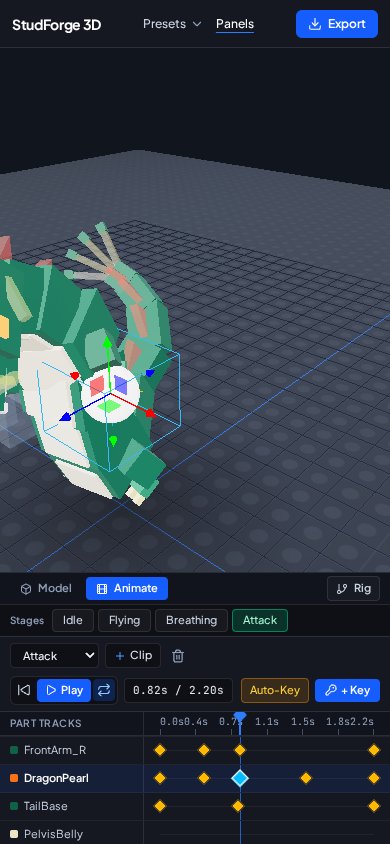 StudForge 3D Presets Panels Export
Model Animate Rig
Stages Idle Flying Breathing Attack
Attack + Clip
Play 0.82s / 2.20s Auto-Key + Key
PART TRACKS 0.0s 0.4s 0.7s 1.1s 1.5s 1.8s 2.2s
FrontArm_R
DragonPearl
TailBase
PelvisBelly